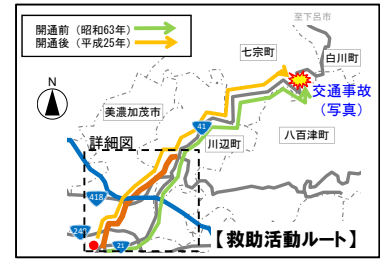 開通前（昭和63年）
開通後（平成25年）
至下呂市
七宗町
白川町
N
交通事故
（写真）
美濃加茂市
41
川辺町
八百津町
詳細図
418
21
【救助活動ルート】